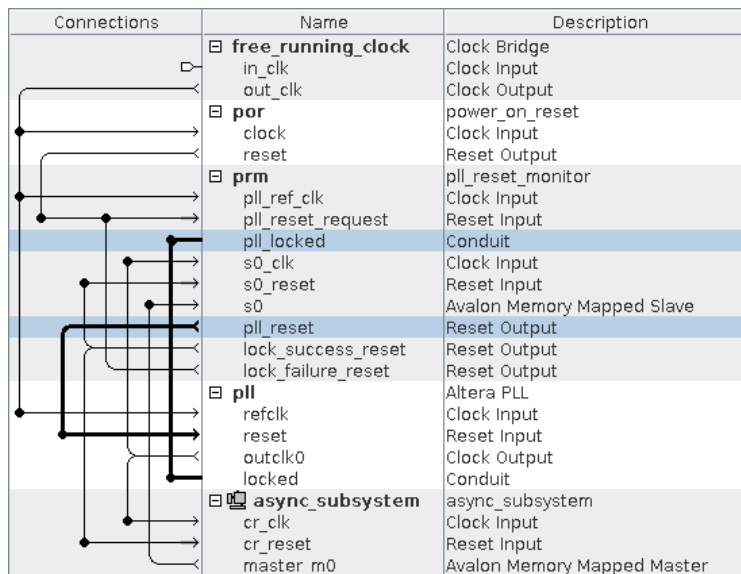 Connections Name Description
free_running_clock Clock Bridge
in_clk Clock Input
out_clk Clock Output
por power_on_reset
clock Clock Input
reset Reset Output
prm pll_reset_monitor
pll_ref_clk Clock Input
pll_reset_request Reset Input
pll_locked Conduit
s0_clk Clock Input
s0_reset Reset Input
s0 Avalon Memory Mapped Slave
pll_reset Reset Output
lock_success_reset Reset Output
lock_failure_reset Reset Output
pll Altera PLL
refclk Clock Input
reset Reset Input
outclk0 Clock Output
locked Conduit
async_subsystem async_subsystem
cr_clk Clock Input
cr_reset Reset Input
master_m0 Avalon Memory Mapped Master